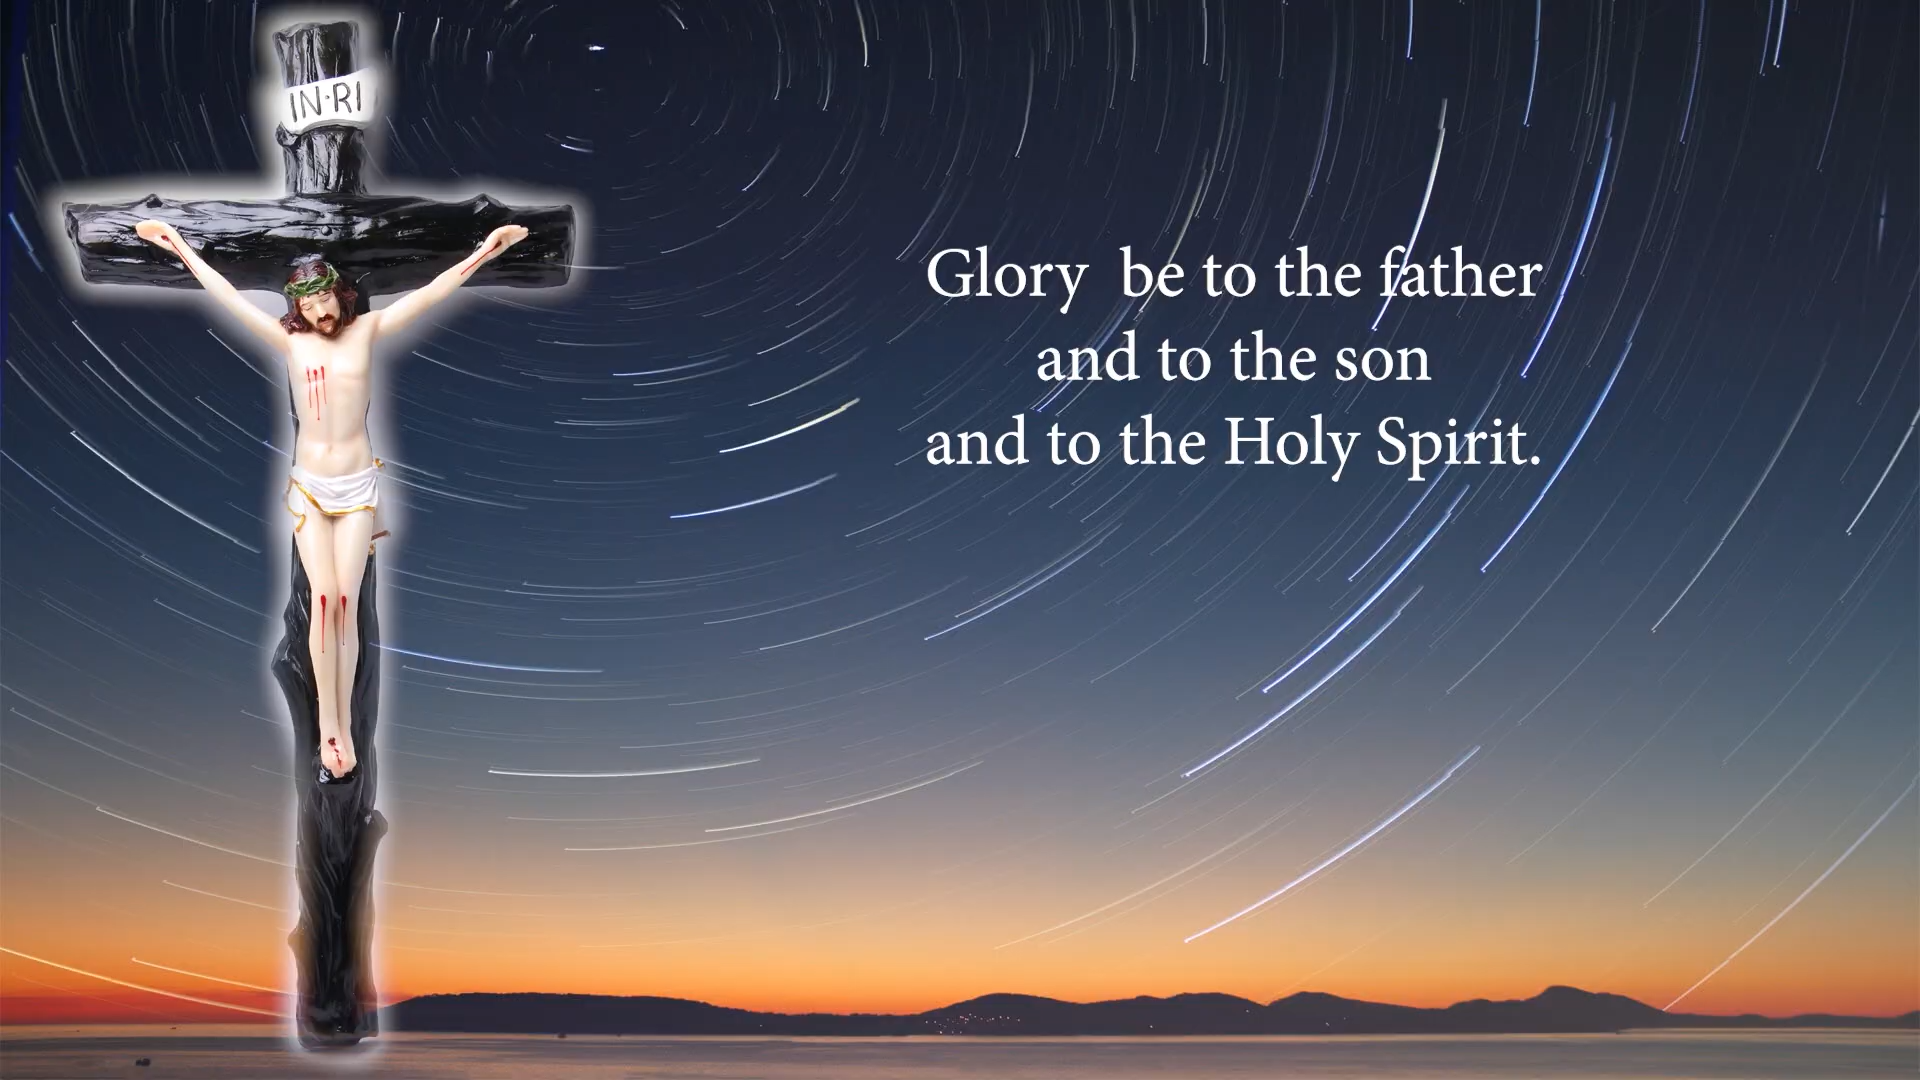 IN·RI
Glory be to the father
and to the son
and to the Holy Spirit.